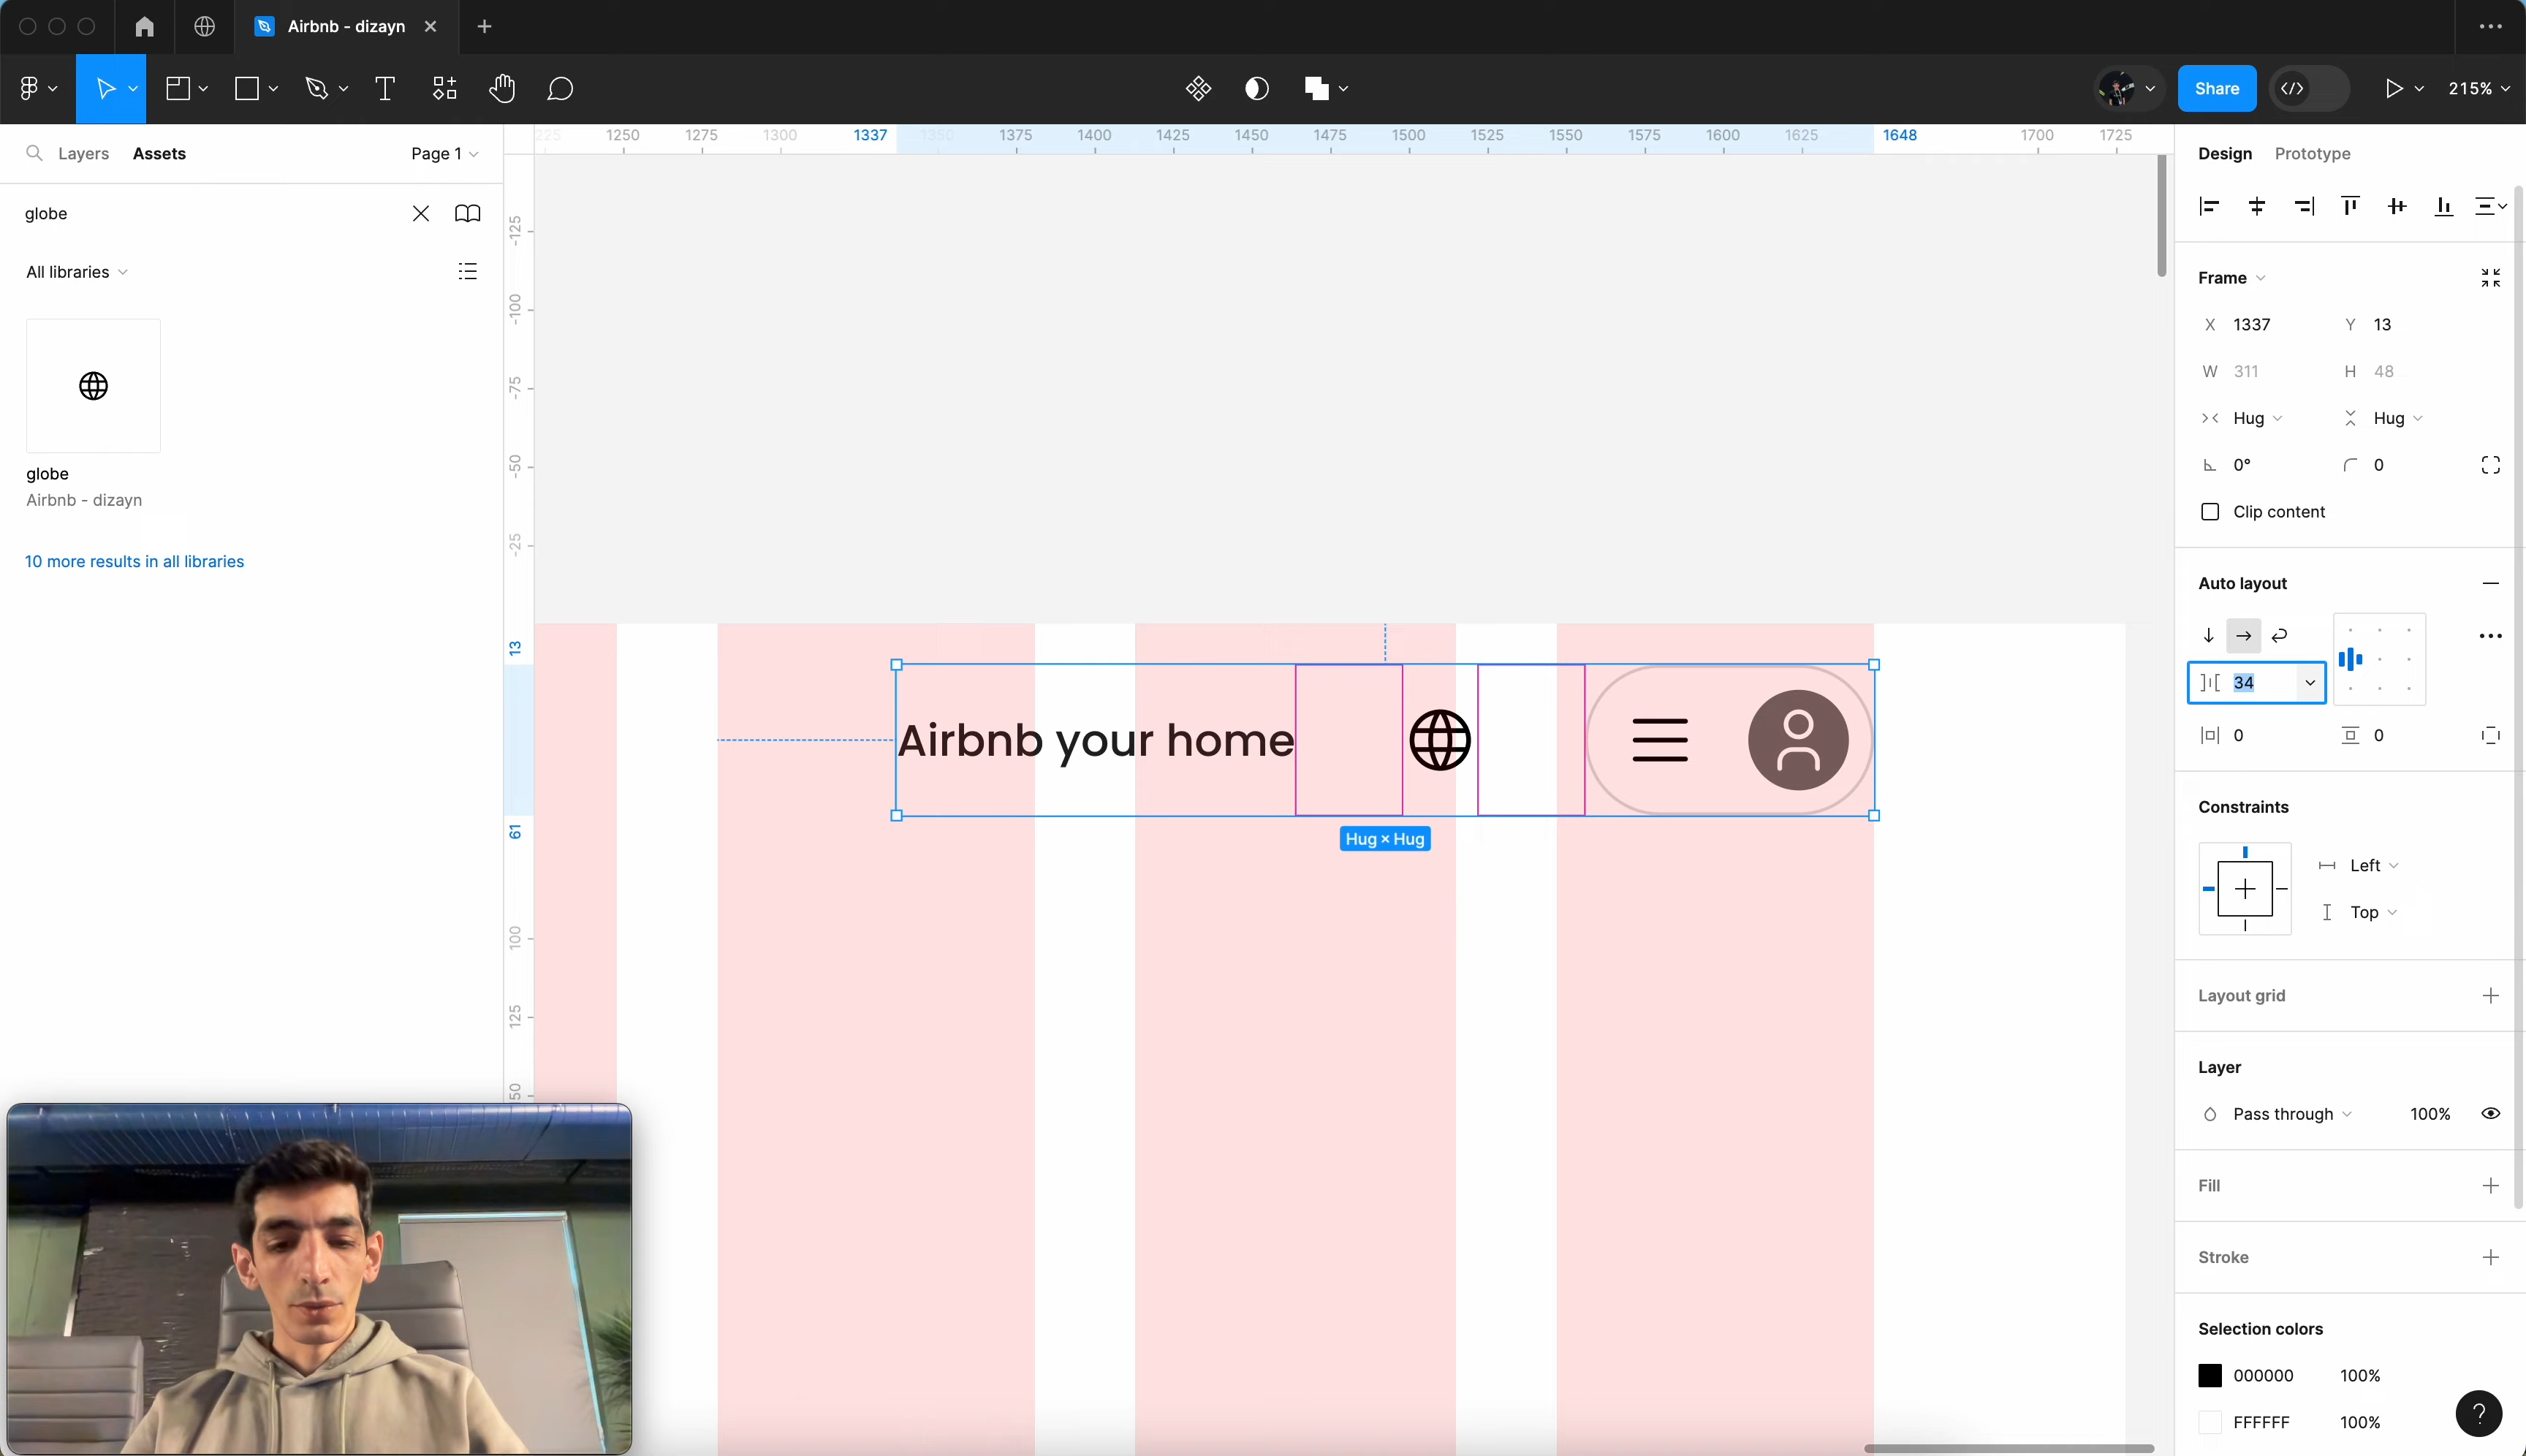 Airbnb - dizayn
Share
215%
Layers
Assets
Page 1
globe
All libraries
globe
Airbnb - dizayn
10 more results in all libraries
225 1250 1275 1300 1337 1350 1375 1400 1425 1450 1475 1500 1525 1550 1575 1600 1625 1648 1700 1725
-125
-100
-75
-50
-25
13
61
100
125
50
Airbnb your home
Hug × Hug
Design
Prototype
Frame
X 1337
Y 13
W 311
H 48
Hug
Hug
0°
0
Clip content
Auto layout
34
0
0
Constraints
Left
Top
Layout grid
Layer
Pass through
100%
Fill
Stroke
Selection colors
000000 100%
FFFFFF 100%
?